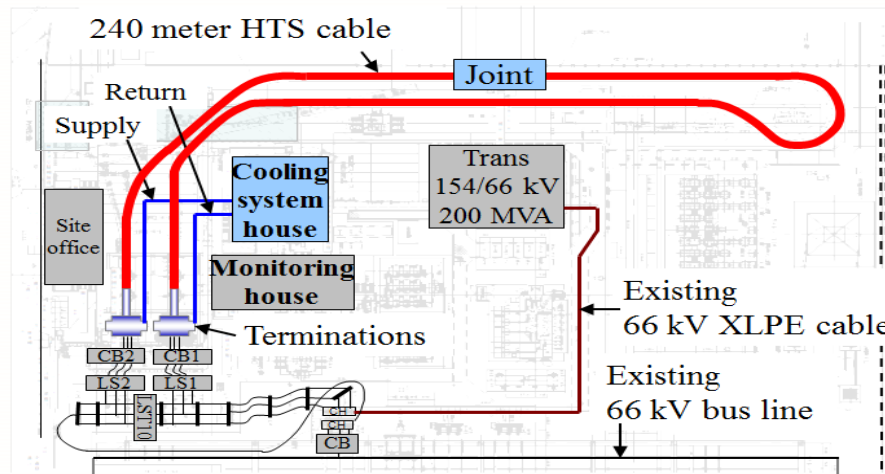 240 meter HTS cable
Joint
Return
Supply
Cooling
system
house
Trans
154/66 kV
200 MVA
Site
office
Monitoring
house
Terminations
Existing
66 kV XLPE cable
CB2
CB1
LS2
LS1
LST10
CH
CH
CB
Existing
66 kV bus line